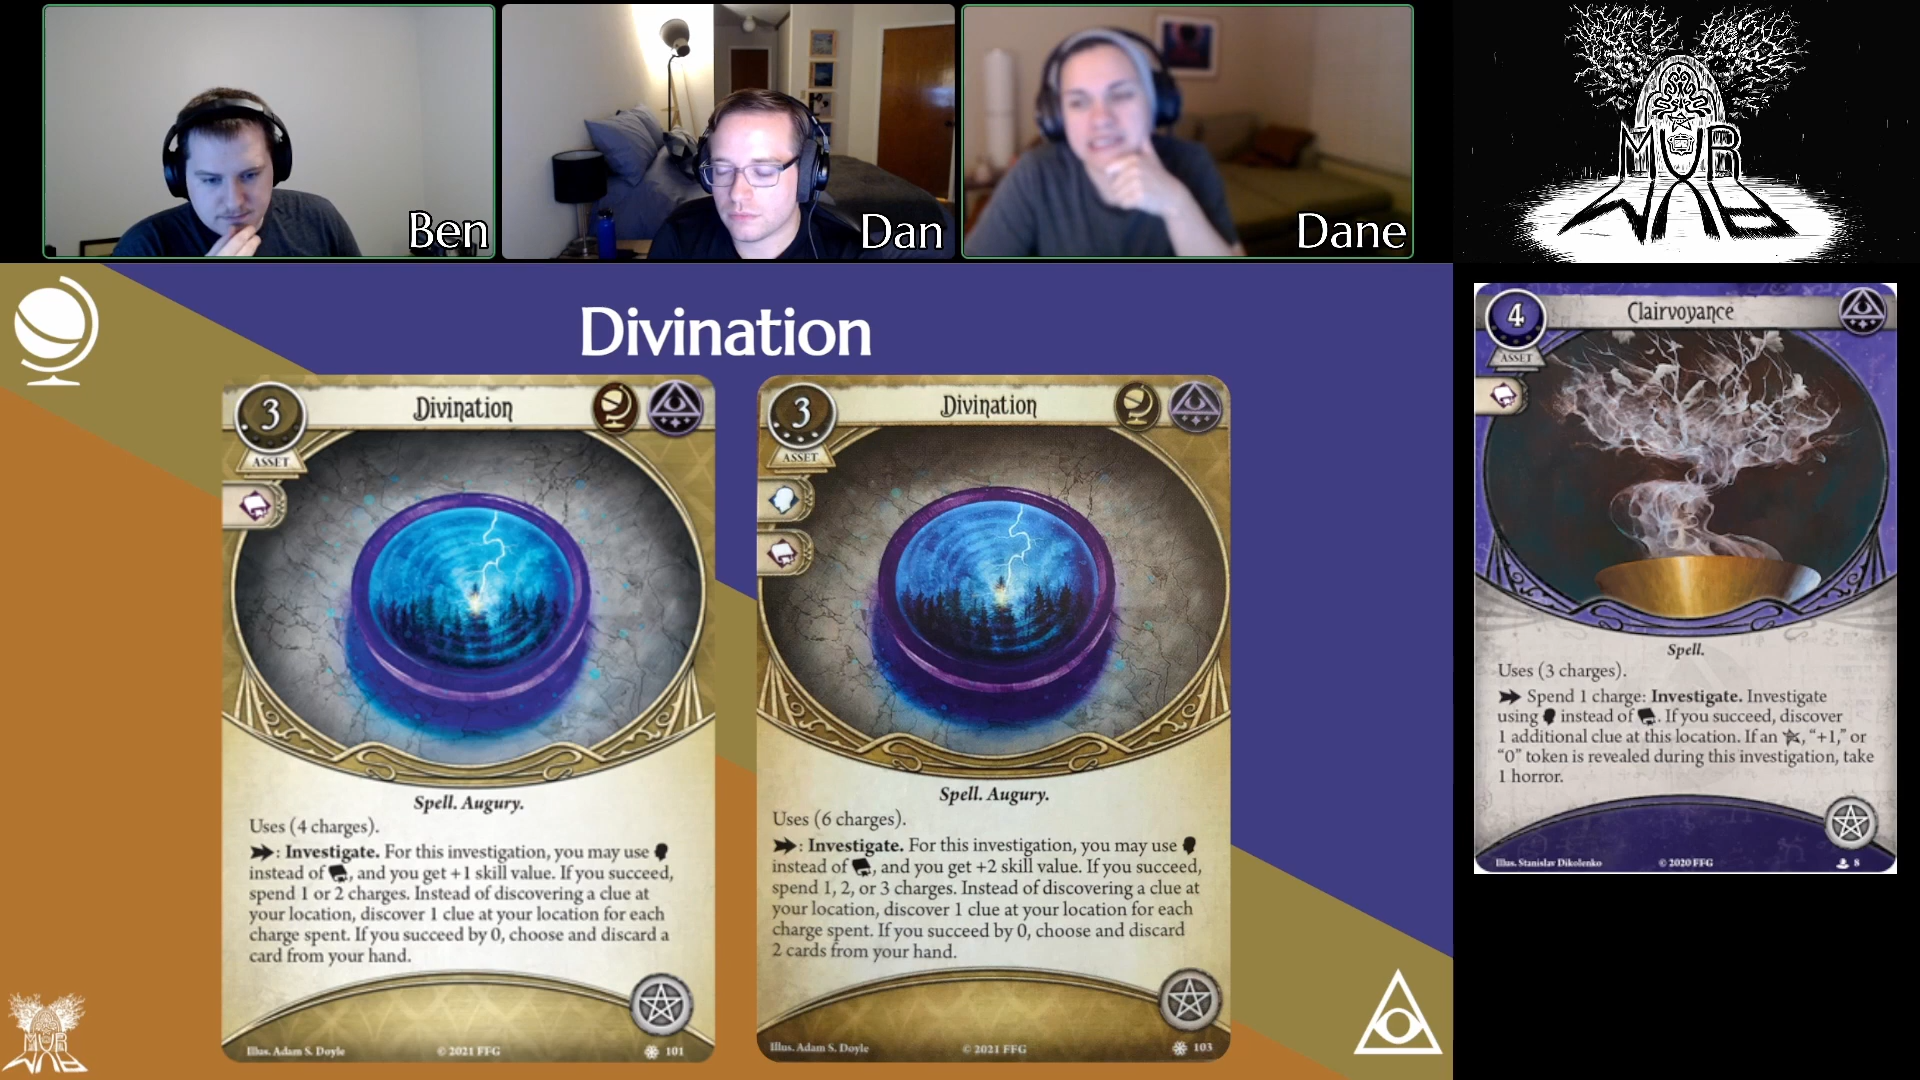 Ben
Dan
Dane
MUB
Divination
3
Divination
ASSET
Spell. Augury.
Uses (4 charges).
: Investigate. For this investigation, you may use
instead of , and you get +1 skill value. If you succeed,
spend 1 or 2 charges. Instead of discovering a clue at
your location, discover 1 clue at your location for each
charge spent. If you succeed by 0, choose and discard a
card from your hand.
Illus. Adam S. Doyle
© 2021 FFG
101
3
Divination
ASSET
Spell. Augury.
Uses (6 charges).
: Investigate. For this investigation, you may use
instead of , and you get +2 skill value. If you succeed,
spend 1, 2, or 3 charges. Instead of discovering a clue at
your location, discover 1 clue at your location for each
charge spent. If you succeed by 0, choose and discard
2 cards from your hand.
Illus. Adam S. Doyle
© 2021 FFG
103
4
Clairvoyance
ASSET
Spell.
Uses (3 charges).
Spend 1 charge: Investigate. Investigate
using instead of . If you succeed, discover
1 additional clue at this location. If an , “+1,” or
“0” token is revealed during this investigation, take
1 horror.
Illus. Stanislav Dikolenko
© 2020 FFG
8